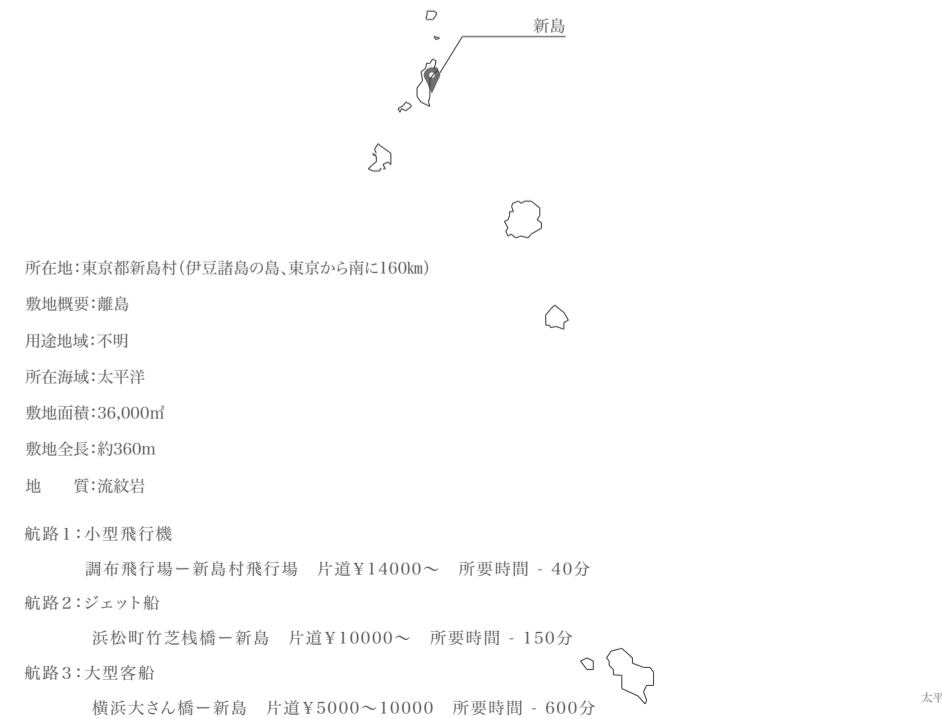 新島
所在地：東京都新島村（伊豆諸島の島、東京から南に160㎞）
敷地概要：離島
用途地域：不明
所在海域：太平洋
敷地面積：36,000㎡
敷地全長：約360m
地　　質：流紋岩
航路１：小型飛行機
調布飛行場ー新島村飛行場　片道¥14000〜　所要時間 - 40分
航路２：ジェット船
浜松町竹芝桟橋ー新島　片道¥10000〜　所要時間 - 150分
航路３：大型客船
横浜大さん橋ー新島　片道¥5000〜10000　所要時間 - 600分
太平